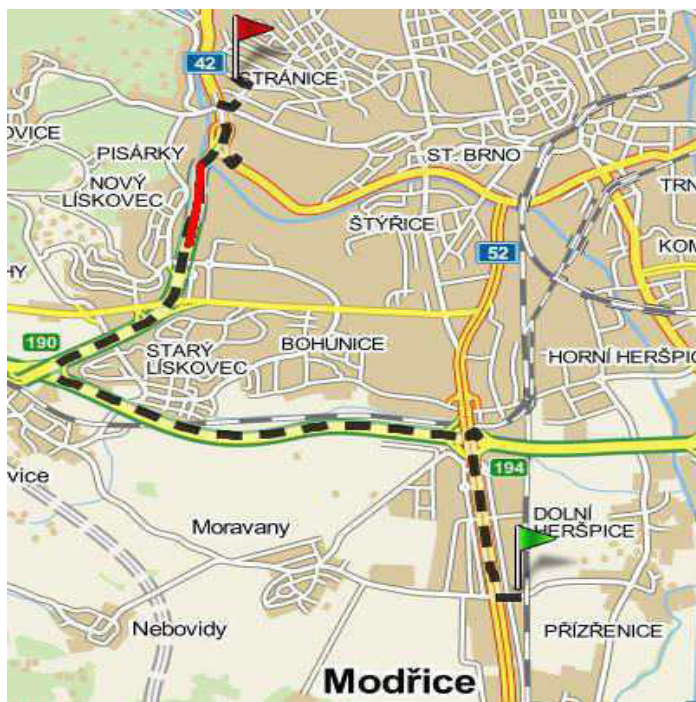 42
STRÁNICE
OVICE
PISÁRKY
ST. BRNO
NOVÝ
LÍSKOVEC
TRN
ŠTÝŘICE
HY
52
KOM
190
STARÝ
LÍSKOVEC
BOHUNICE
HORNÍ HERŠPIC
194
vice
Moravany
DOLNÍ
HERŠPICE
Nebovidy
PŘÍZŘENICE
Modřice